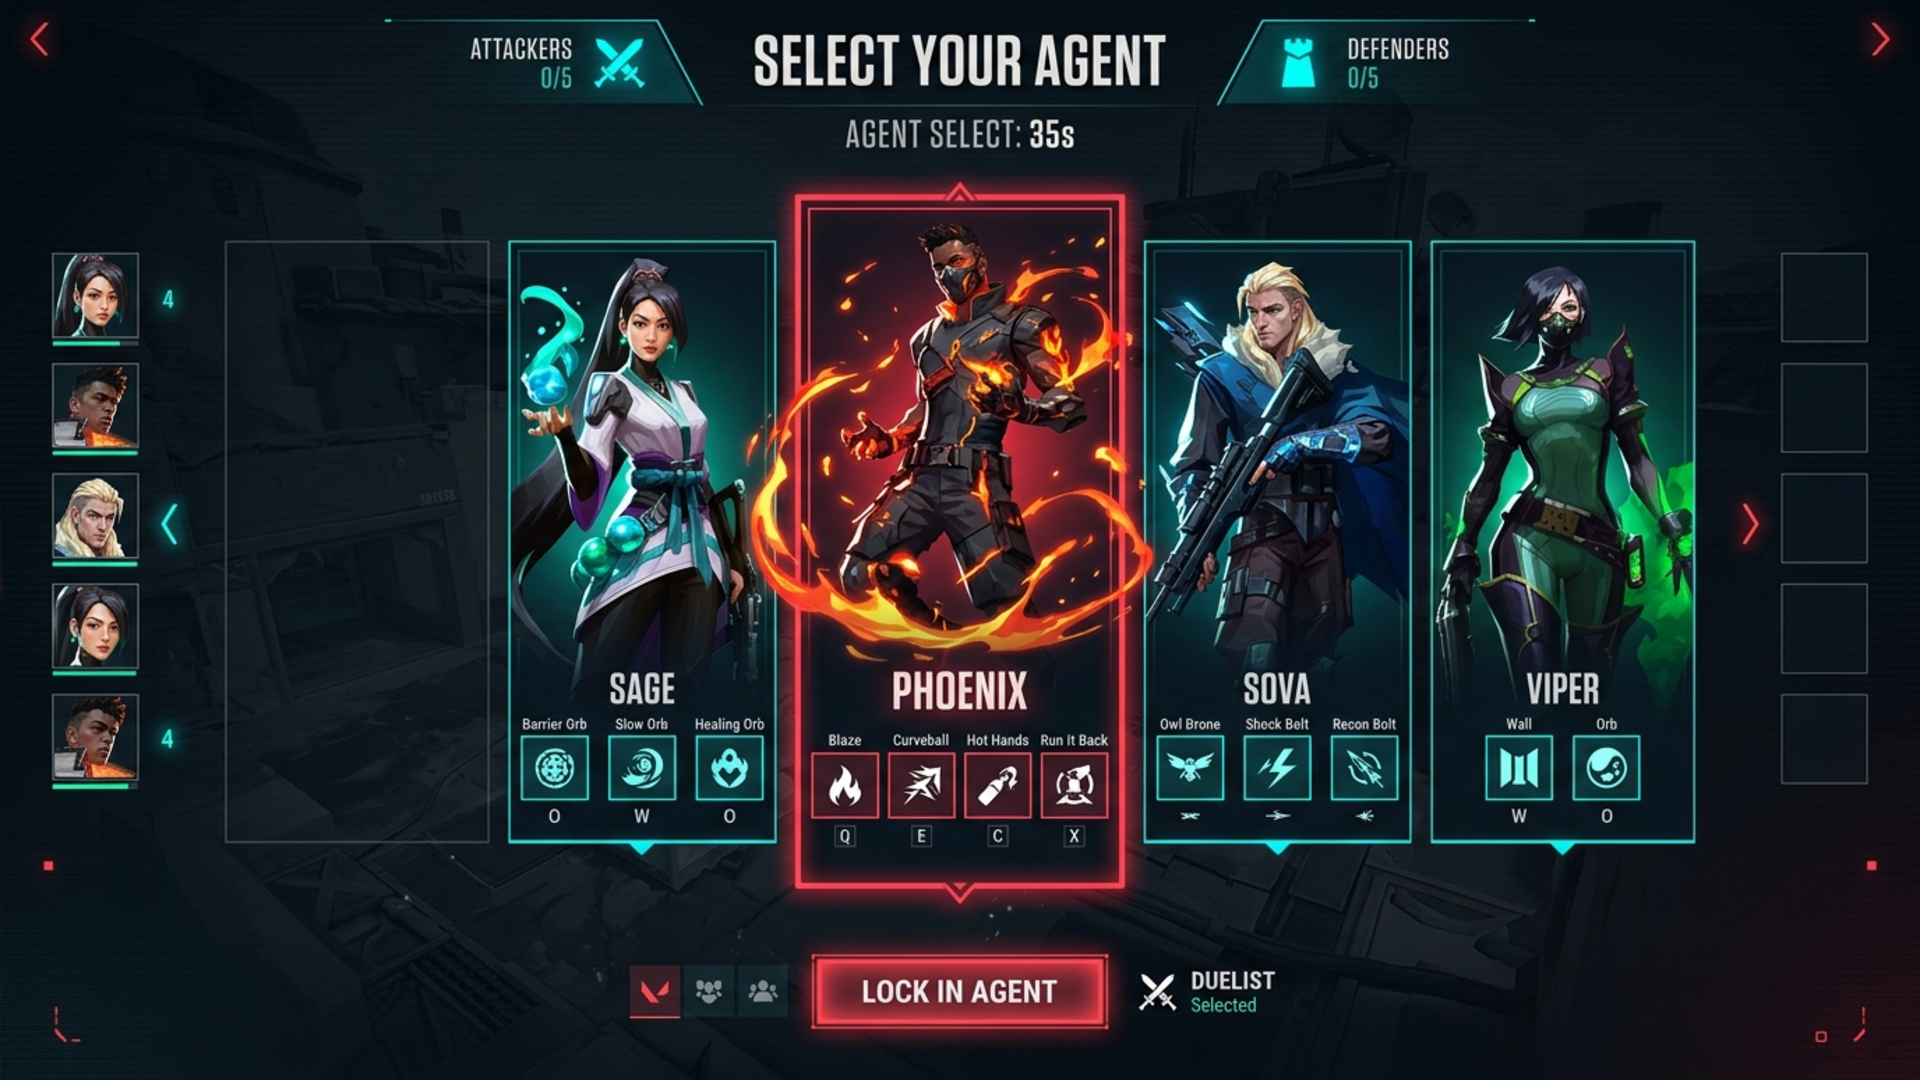 ATTACKERS
0/5
SELECT YOUR AGENT
DEFENDERS
0/5
AGENT SELECT: 35s
4
4
SAGE
Barrier Grb
Slow Orb
Healing Orb
O
W
O
PHOENIX
Blaze
Curveball
Hot Hands
Run It Back
Q
E
C
X
SOVA
Owl Brone
Sheck Belt
Recon Bolt
VIPER
Wall
Orb
W
O
LOCK IN AGENT
DUELIST
Selected